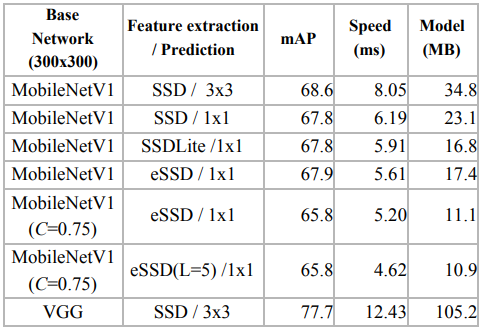 Base Network (300x300) Feature extraction / Prediction mAP Speed (ms) Model (MB)
MobileNetV1 SSD / 3x3 68.6 8.05 34.8
MobileNetV1 SSD / 1x1 67.8 6.19 23.1
MobileNetV1 SSDLite /1x1 67.8 5.91 16.8
MobileNetV1 eSSD / 1x1 67.9 5.61 17.4
MobileNetV1 (C=0.75) eSSD / 1x1 65.8 5.20 11.1
MobileNetV1 (C=0.75) eSSD(L=5) /1x1 65.8 4.62 10.9
VGG SSD / 3x3 77.7 12.43 105.2